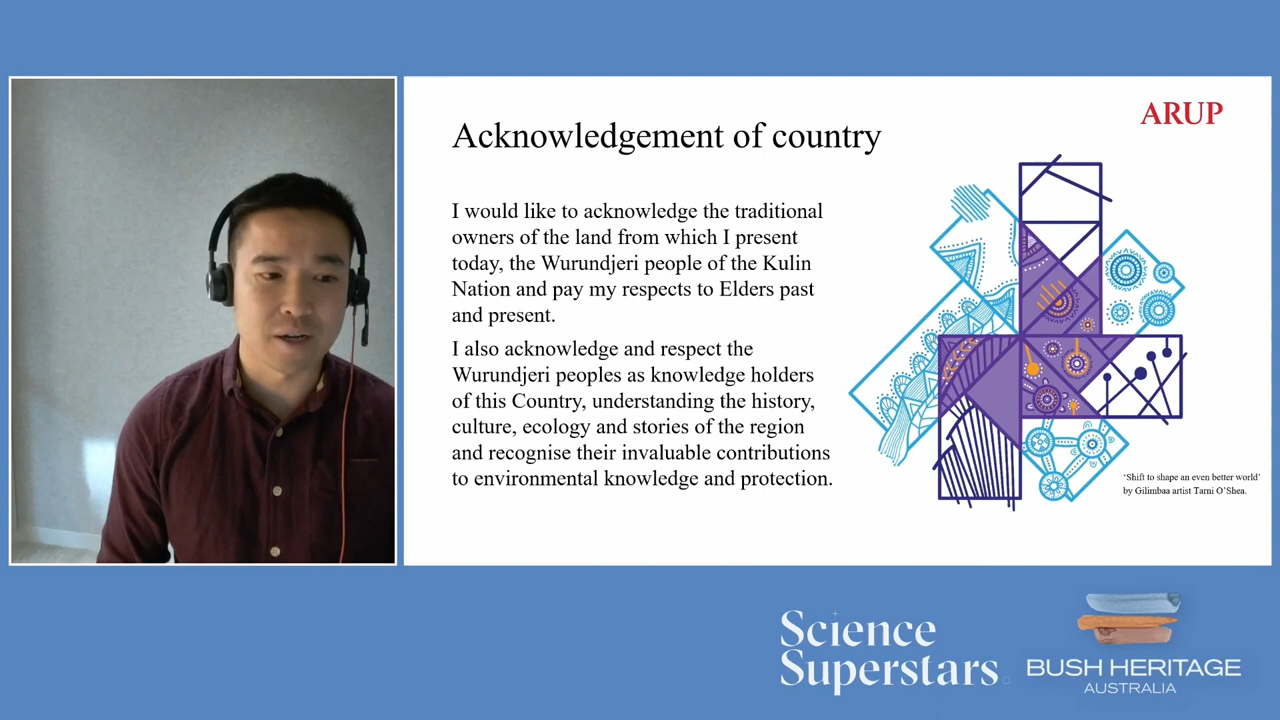 Acknowledgement of country
ARUP
I would like to acknowledge the traditional
owners of the land from which I present
today, the Wurundjeri people of the Kulin
Nation and pay my respects to Elders past
and present.
I also acknowledge and respect the
Wurundjeri peoples as knowledge holders
of this Country, understanding the history,
culture, ecology and stories of the region
and recognise their invaluable contributions
to environmental knowledge and protection.
‘Shift to shape an even better world’
by Gilimbaa artist Tarni O’Shea.
Science
Superstars.
BUSH HERITAGE
AUSTRALIA